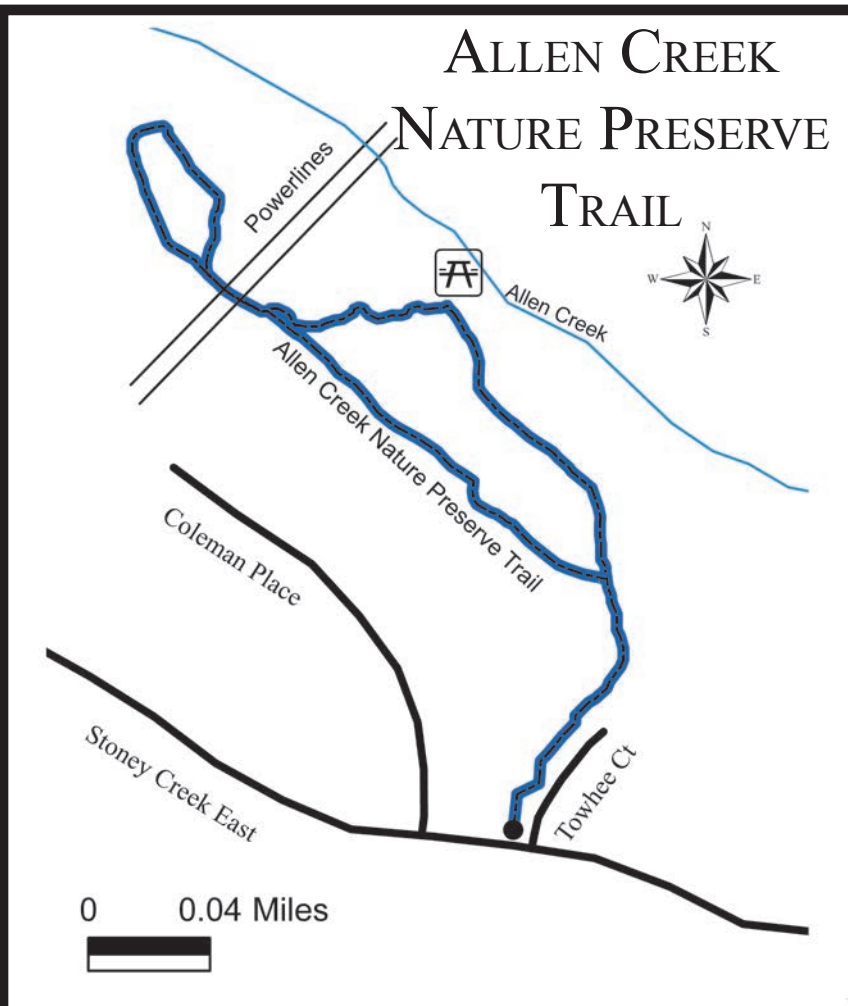 ALLEN CREEK
NATURE PRESERVE
TRAIL
Powerlines
N
W
E
S
Allen Creek
Allen Creek Nature Preserve Trail
Coleman Place
Stoney Creek East
Towhee Ct
0 0.04 Miles